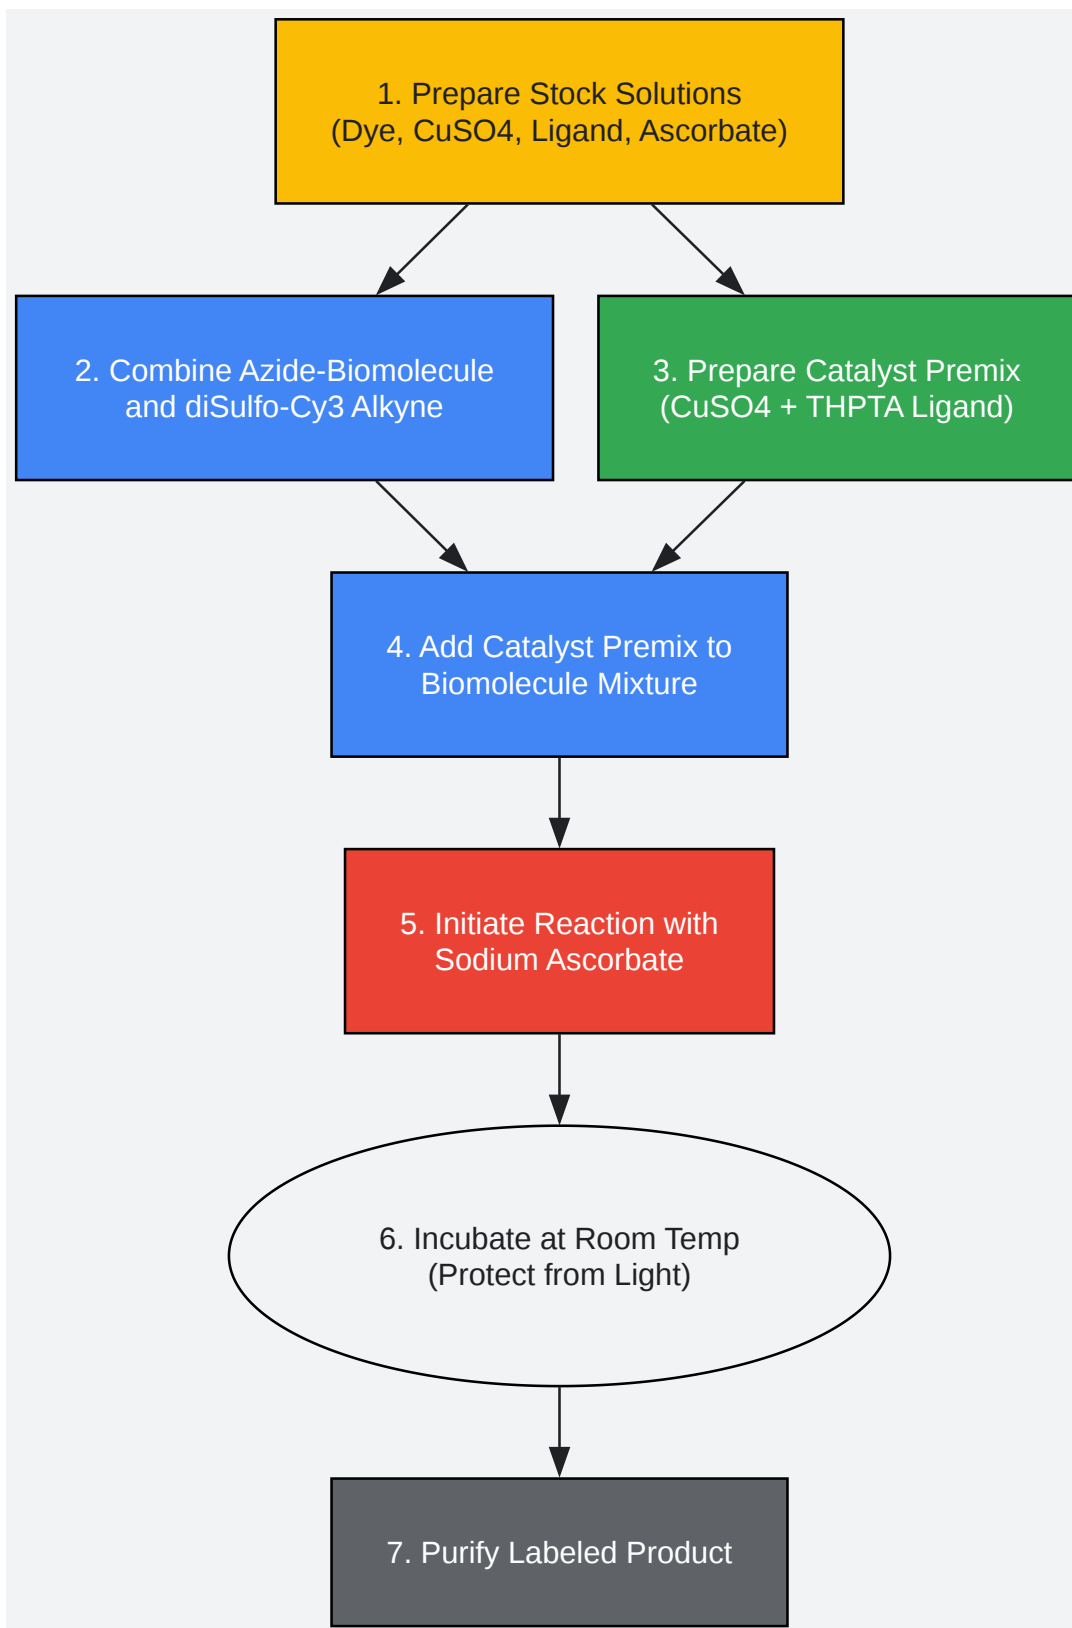 1. Prepare Stock Solutions
(Dye, CuSO4, Ligand, Ascorbate)
2. Combine Azide-Biomolecule
and diSulfo-Cy3 Alkyne
3. Prepare Catalyst Premix
(CuSO4 + THPTA Ligand)
4. Add Catalyst Premix to
Biomolecule Mixture
5. Initiate Reaction with
Sodium Ascorbate
6. Incubate at Room Temp
(Protect from Light)
7. Purify Labeled Product